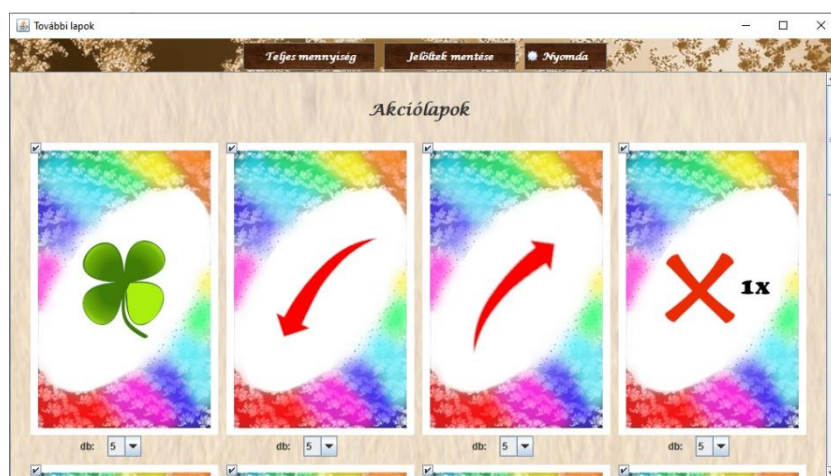 További lapok
Teljes mennyiség Jelöltek mentése Nyomda
Akciólapok
1x
db: 5 db: 5 db: 5 db: 5